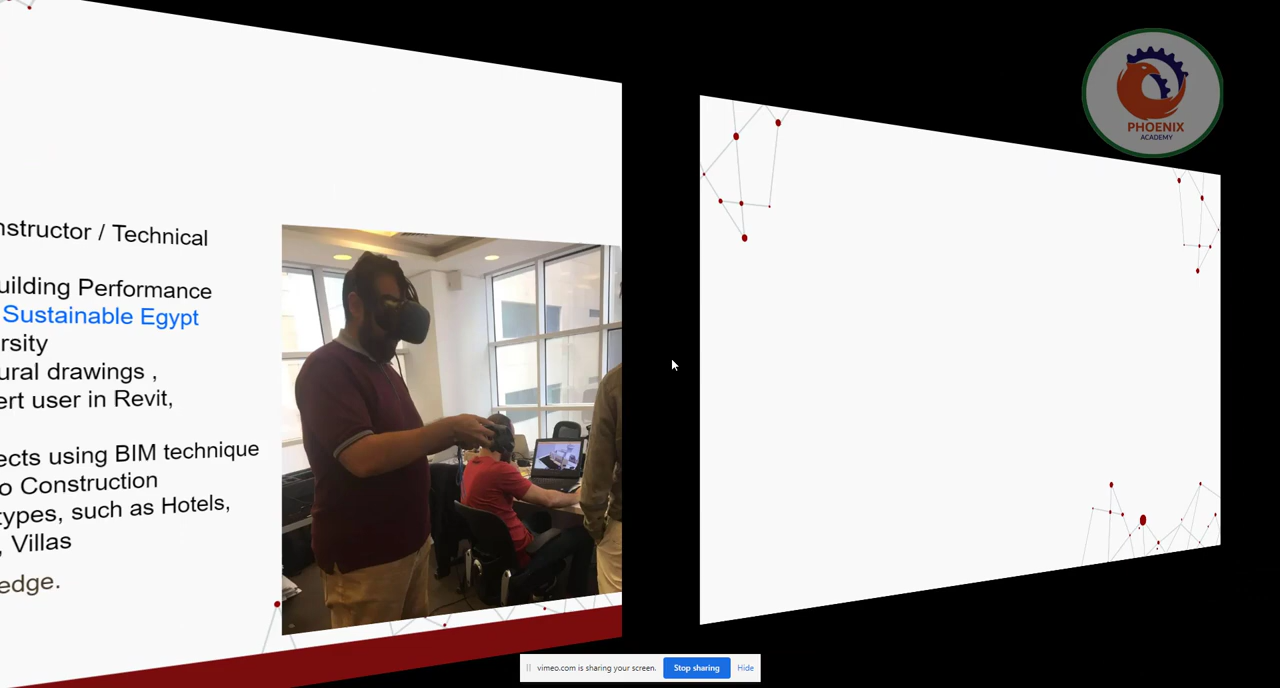 nstructor / Technical
uilding Performance
Sustainable Egypt
rsity
ural drawings ,
ert user in Revit,
ects using BIM technique
o Construction
types, such as Hotels,
, Villas
edge.
PHOENIX
ACADEMY
vimeo.com is sharing your screen.
Stop sharing
Hide